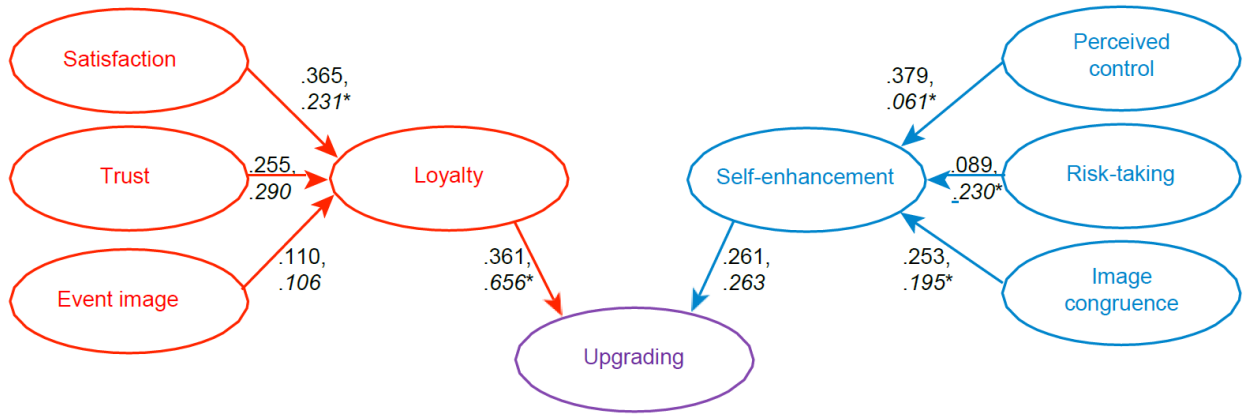 Satisfaction
.365,
.231*
Trust
.255,
.290
Event image
.110,
.106
Loyalty
.361,
.656*
Upgrading
Self-enhancement
.261,
.263
Perceived
control
.379,
.061*
Risk-taking
.089,
.230*
Image
congruence
.253,
.195*